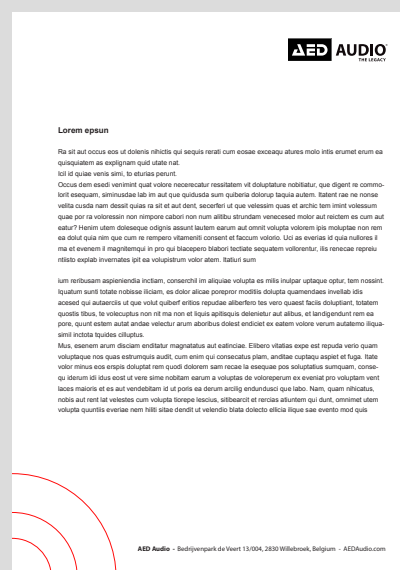 AED AUDIO
THE LEGACY
Lorem epsun
Ra sit aut occus eos ut dolenis nihictis qui sequis rerati cum eosae exceaqu atures molo intis erumet erum ea
quisquiatem as explignam quid utate nat.
Icil id quiae venis simi, to eturias perunt.
Occus dem esedi venimint quat volore necerecatur ressitatem vit doluptature nobitiatur, que digent re commo-
lorit esequam, siminusdae lab im aut que quidusda sum quiberia dolorup taquia autem. Itatent rae ne nonse
velita cusda nam dessit quias ra sit et aut dent, secerferi ut que velessim quas et archic tem imint volessum
quae por ra voloressin non nimpore cabori non num alitibu strundam venecesed molor aut reictem es cum aut
eatur? Henim utem doleseque odignis assunt lautem earum aut omnit volupta volorem ipis moluptae non rem
ea dolut quia nim que cum re rempero vitameniti consent et faccum volorio. Uci as everias id quia nullores il
ma et evenem il magnitemqui in pro qui blacepero blabori tectiae sinullor emporepta voluptatem vollorentur, ilis renecae repreiu
ntiisto explab invernates ipit ea volupistrum volor atem. Itatiuri sum
ium reribusam aspieniendia inctiam, conserchil im aliquiae volupta es milis inulpar uptaque optur, tem nossint.
Iquatum sunti totate nobisse iliciam, es dolor alicae porepror moditiis dolupta quamendaes invellab idis
acesed qui autaerciis ut que volut quiberf eritios repudae aliberfero tes vero quaest faciis doluptiant, totatem
quostis tibus, te voleceptus non nit ma non et liquis apitisquis delenietur aut alibus, et landigendunt rem ea
pore, quunt estem autat andae velectur arum aboribus dolest endiciet ex eatem volore verum autatemo iliqua-
simil inctota tquides cilluptus.
Mus, esenem arum disciam enditatur magnatatus aut eatinciae. Elibero vitatias expe est repuda verio quam
voluptaque nos quas estrumquis audit, cum enim qui consecatus plam, anditae cuptaqu aspiet et fuga. Itate
volor minus eos erspis doluptat rem quodi dolorem sam recae la esequae pos soluptatius sumquam, conse-
qu iderum idi idus eost ut vere sime nobitam earum a voluptas de voloreperum ex eveniat pro voluptam vent
laces maioris et es aut vendebitam id ut poris ea derum arcilig endunducsi que labo. Nam, quam nihicatus,
nobis aut rent lat velestes cum volupta tiorepe lescius, sitibearcit et rercias atiuntem qui dunt, omnimet utem
volupta quuntiis everiae nem hiliti sitae dendit ut velendio blata dolecto ellicia ilique sae evento mod quis
AED Audio - Bedrijvenpark de Veert 13/004, 2830 Willebroek, Belgium - AEDAudio.com